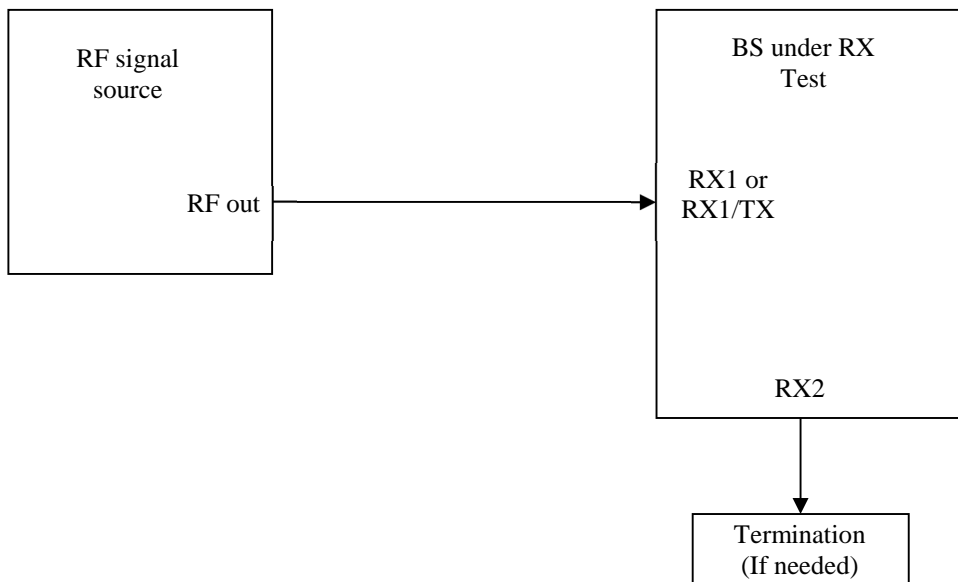 RF signal
source
RF out
BS under RX
Test
RX1 or
RX1/TX
RX2
Termination
(If needed)